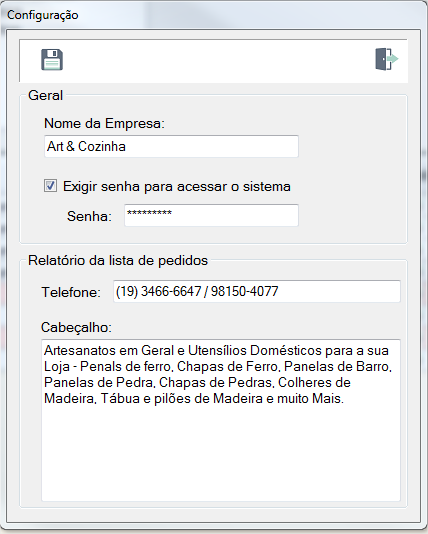 Configuração
Geral
Nome da Empresa:
Art & Cozinha
Exigir senha para acessar o sistema
Senha: *********
Relatório da lista de pedidos
Telefone: (19) 3466-6647 / 98150-4077
Cabeçalho:
Artesanatos em Geral e Utensílios Domésticos para a sua
Loja - Penals de ferro, Chapas de Ferro, Panelas de Barro,
Panelas de Pedra, Chapas de Pedras, Colheres de
Madeira, Tábua e pilões de Madeira e muito Mais.